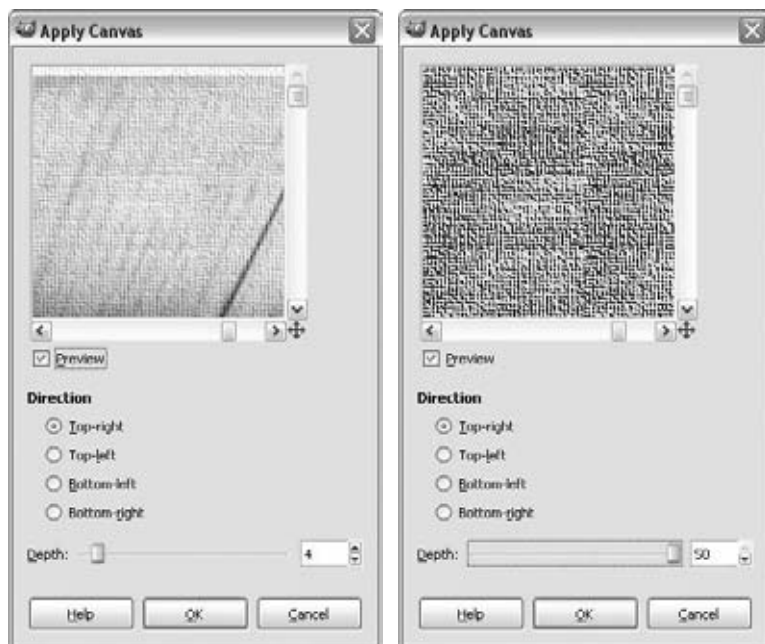 Apply Canvas
Preview
Direction
Top-right
Top-left
Bottom-left
Bottom-right
Depth: 4
Help OK Cancel
Apply Canvas
Preview
Direction
Top-right
Top-left
Bottom-left
Bottom-right
Depth: 50
Help OK Cancel